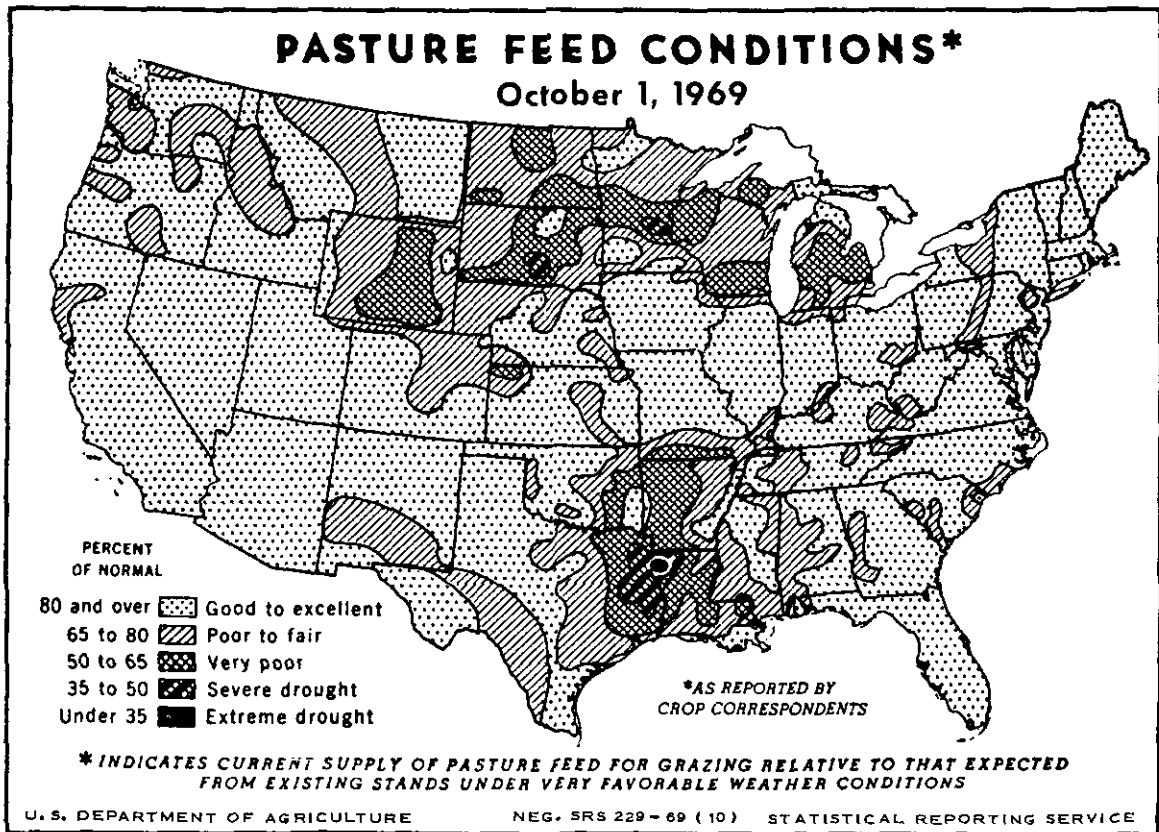 PASTURE FEED CONDITIONS*
October 1, 1969
PERCENT
OF NORMAL
80 and over Good to excellent
65 to 80 Poor to fair
50 to 65 Very poor
35 to 50 Severe drought
Under 35 Extreme drought
*AS REPORTED BY
CROP CORRESPONDENTS
* INDICATES CURRENT SUPPLY OF PASTURE FEED FOR GRAZING RELATIVE TO THAT EXPECTED
FROM EXISTING STANDS UNDER VERY FAVORABLE WEATHER CONDITIONS
U.S. DEPARTMENT OF AGRICULTURE NEG. SRS 229-69 (10) STATISTICAL REPORTING SERVICE